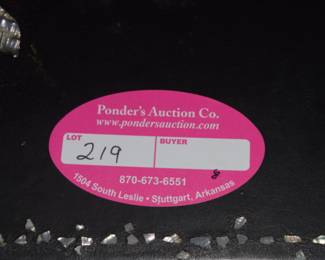 Ponder's Auction Co.
www.pondersauction.com
LOT
BUYER
219
870-673-6551
1504 South Leslie • Stuttgart, Arkansas